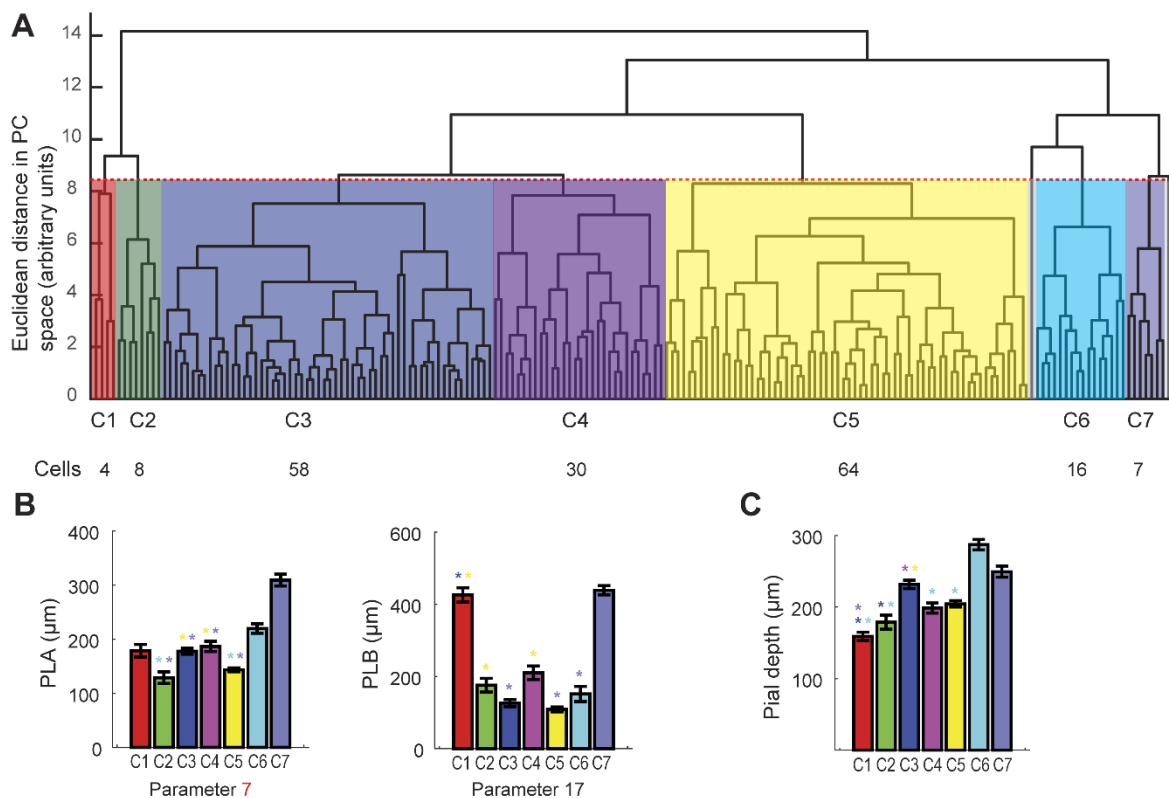 A
Euclidean distance in PC
space (arbitrary units)
14
12
10
8
6
4
2
0
C1 C2 C3 C4 C5 C6 C7
Cells 4 8 58 30 64 16 7
B
PLA (µm)
400
300
200
100
0
* * * * * * * *
C1 C2 C3 C4 C5 C6 C7
Parameter 7
PLB (µm)
600
400
200
0
* * * * * * *
C1 C2 C3 C4 C5 C6 C7
Parameter 17
C
Pial depth (µm)
300
200
100
* * * * * * * * *
C1 C2 C3 C4 C5 C6 C7